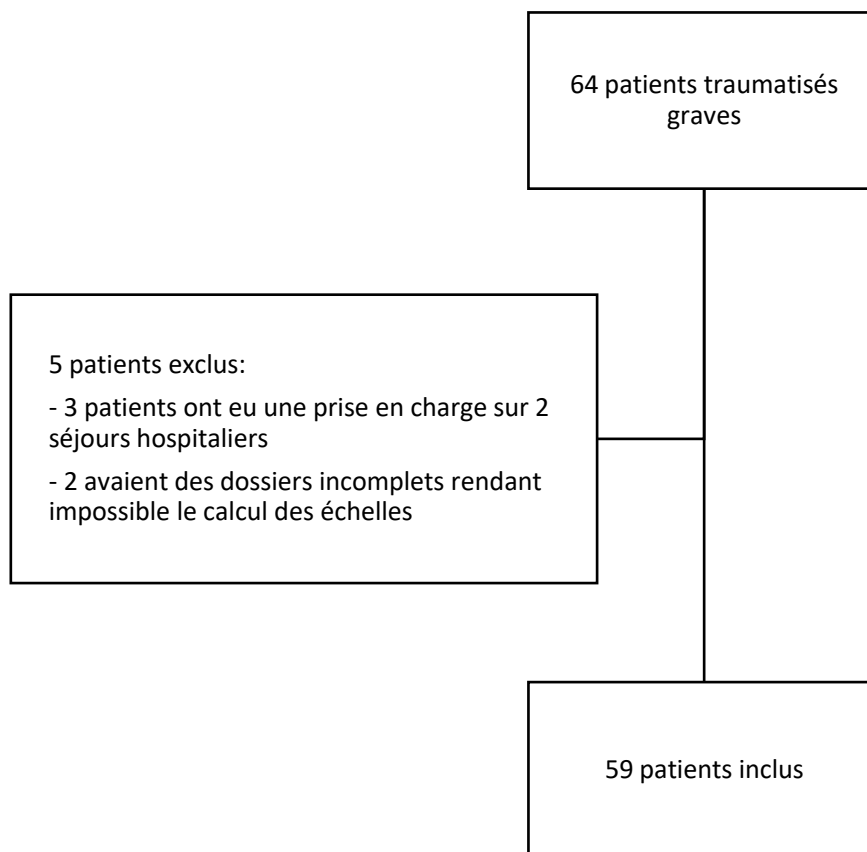 64 patients traumatisés
graves
5 patients exclus:
- 3 patients ont eu une prise en charge sur 2
séjours hospitaliers
- 2 avaient des dossiers incomplets rendant
impossible le calcul des échelles
59 patients inclus